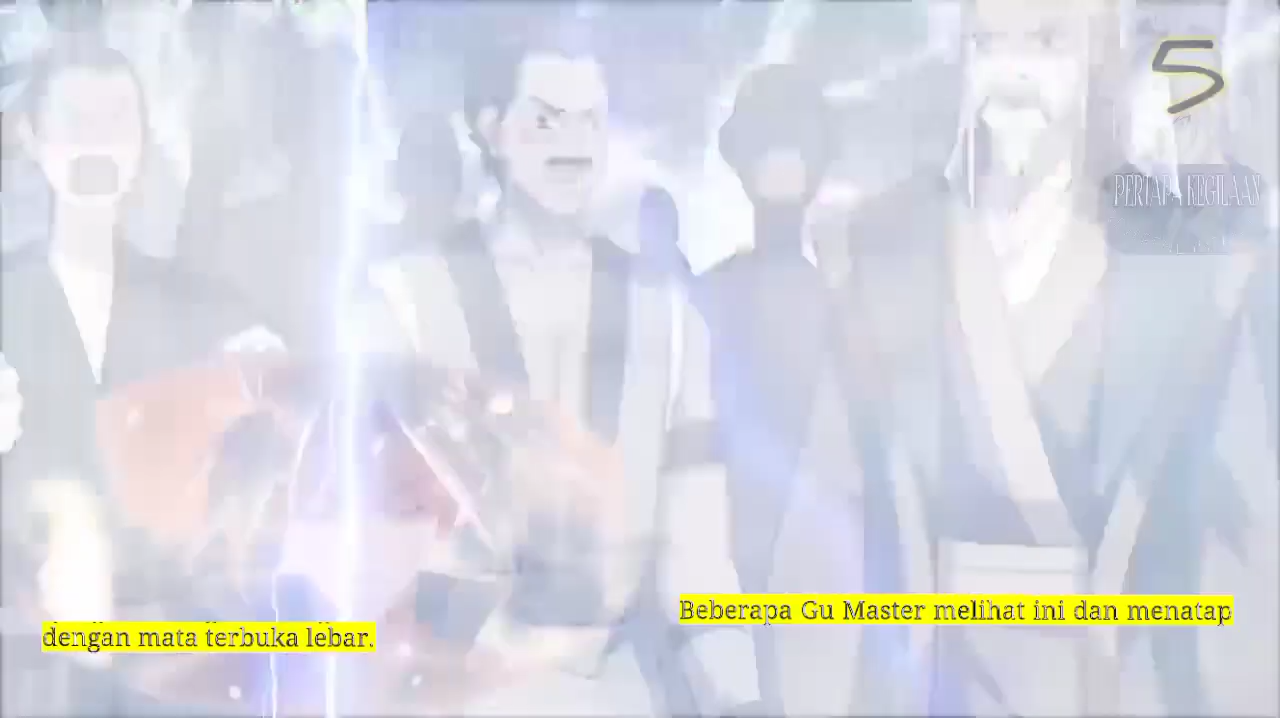 5
PERTAPA KEGILAAN
Beberapa Gu Master melihat ini dan menatap
dengan mata terbuka lebar.